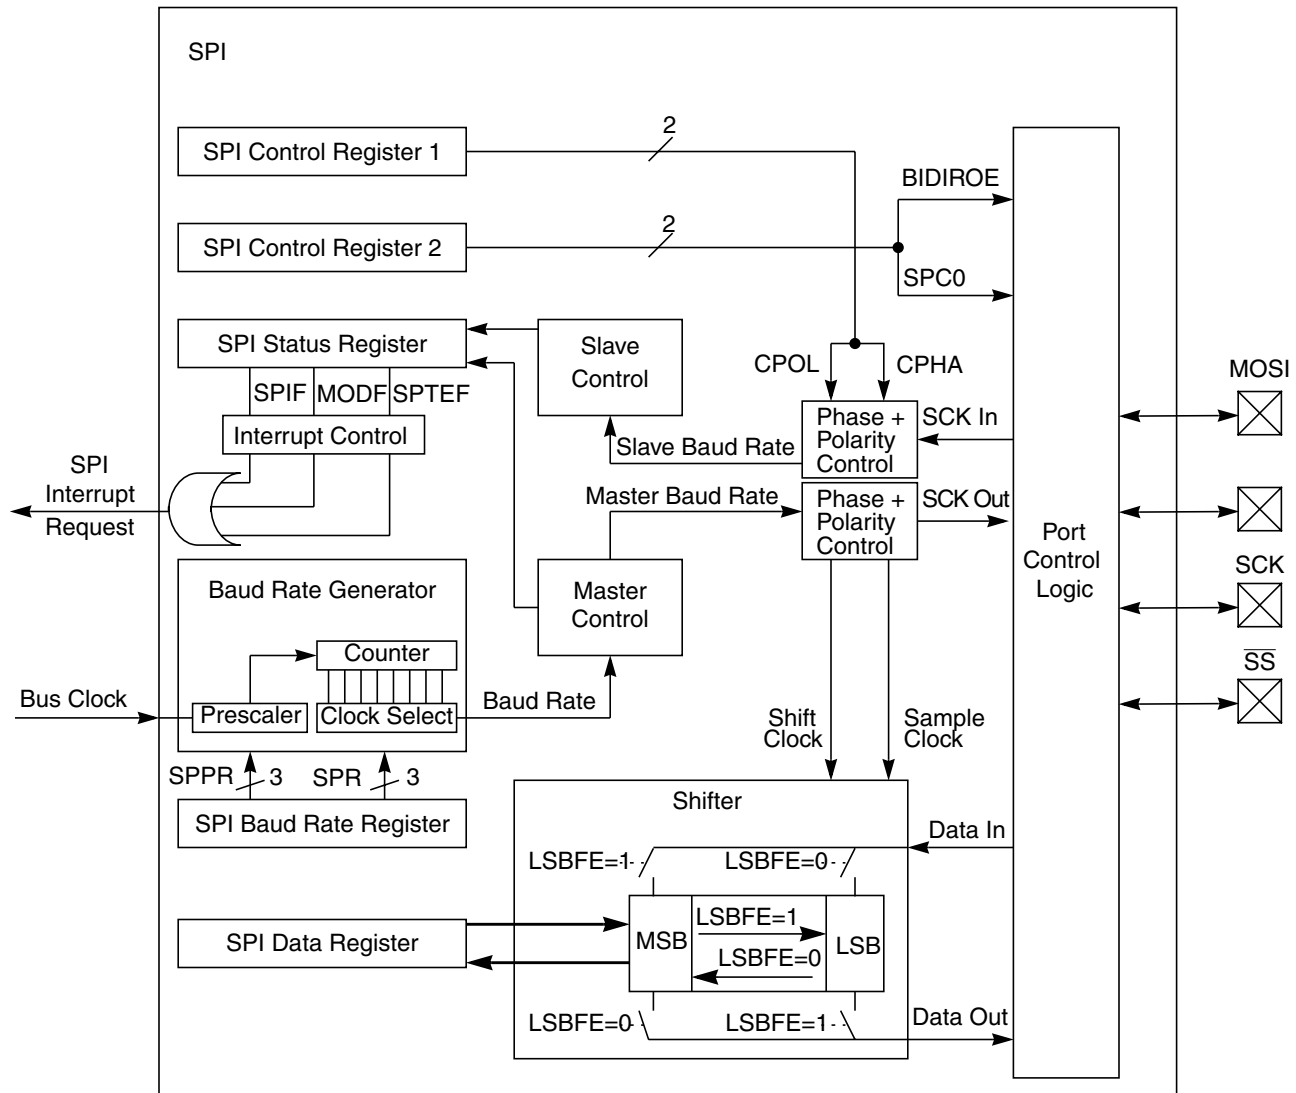 SPI
SPI Control Register 1
2
BIDIROE
SPI Control Register 2
2
SPC0
SPI Status Register
Slave
Control
CPOL
CPHA
MOSI
SPIF
MODF
SPTEF
Interrupt Control
Phase +
Polarity
Control
SCK In
Slave Baud Rate
SPI
Interrupt
Request
Master Baud Rate
Phase +
Polarity
Control
SCK Out
Port
Control
Logic
SCK
Baud Rate Generator
Master
Control
Counter
SS
Bus Clock
Prescaler
Clock Select
Baud Rate
Shift
Clock
Sample
Clock
SPPR
3
SPR
3
SPI Baud Rate Register
Shifter
Data In
LSBFE=1
LSBFE=0
SPI Data Register
MSB
LSBFE=1
LSBFE=0
LSB
LSBFE=0
LSBFE=1
Data Out